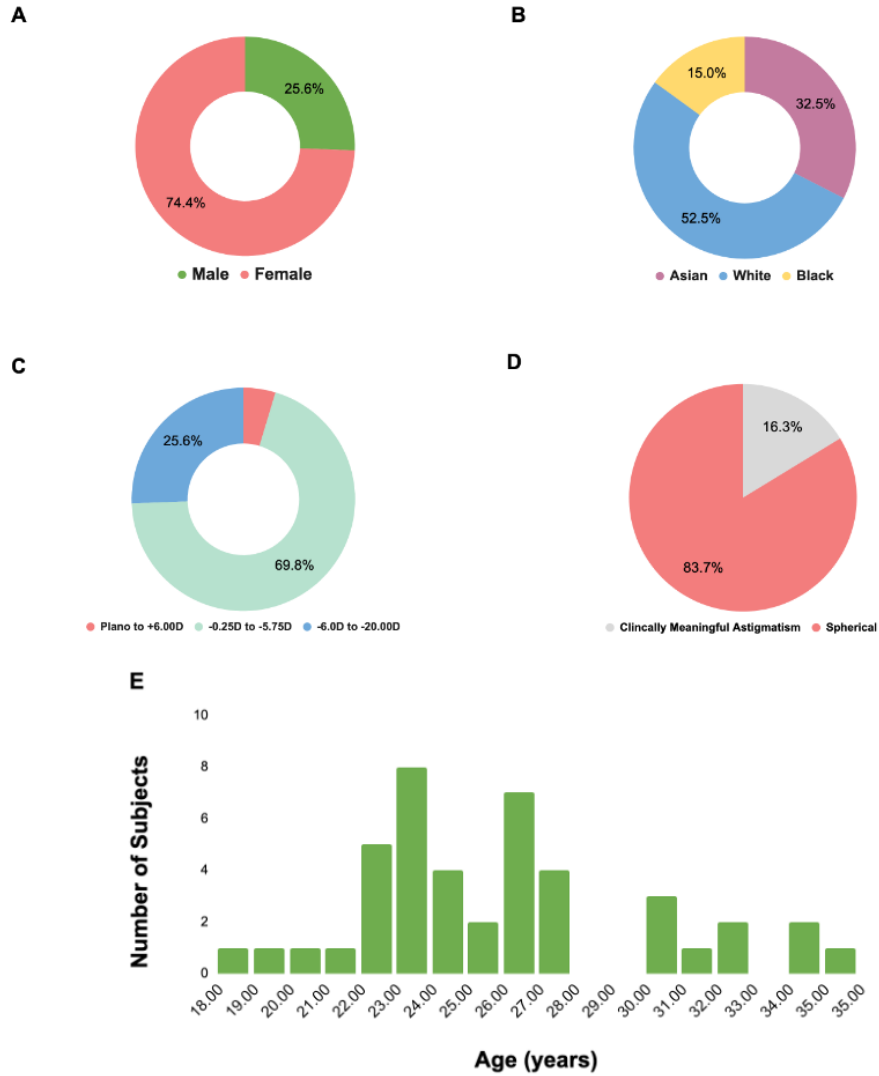 A
25.6%
74.4%
Male Female
B
15.0%
32.5%
52.5%
Asian White Black
C
25.6%
69.8%
Plano to +6.00D -0.25D to -5.75D -6.0D to -20.00D
D
16.3%
83.7%
Clincally Meaningful Astigmatism Spherical
E
Number of Subjects
10
8
6
4
2
0
18.00 19.00 20.00 21.00 22.00 23.00 24.00 25.00 26.00 27.00 28.00 29.00 30.00 31.00 32.00 33.00 34.00 35.00 35.00
Age (years)